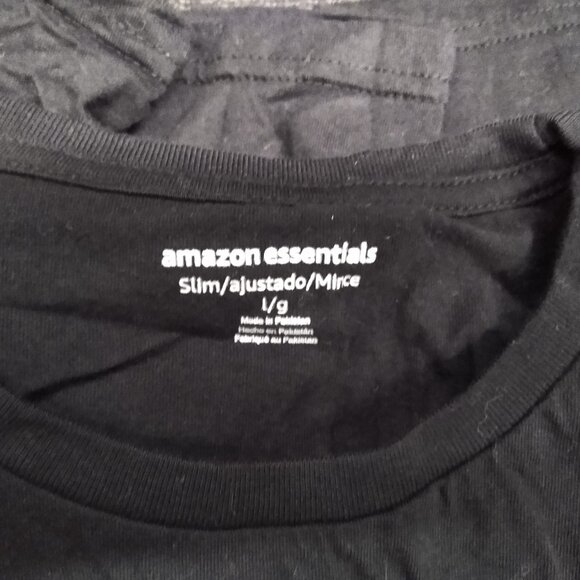 amazon essentials
Slim/ajustado/Mince
l/g
Made in Pakistan
Hecho en Pakistán
Fabriqué au Pakistan